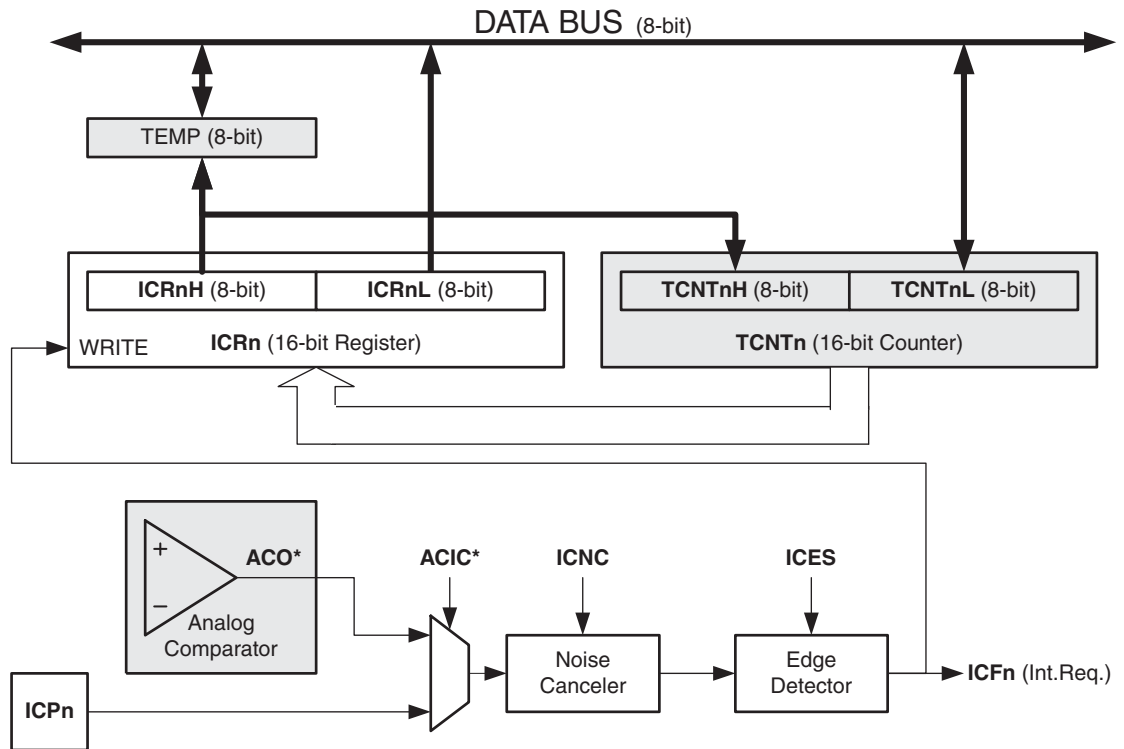 DATA BUS (8-bit)
TEMP (8-bit)
ICRnH (8-bit)
ICRnL (8-bit)
TCNTnH (8-bit)
TCNTnL (8-bit)
WRITE
ICRn (16-bit Register)
TCNTn (16-bit Counter)
+
−
ACO*
Analog
Comparator
ACIC*
ICNC
ICES
Noise
Canceler
Edge
Detector
ICFn (Int.Req.)
ICPn